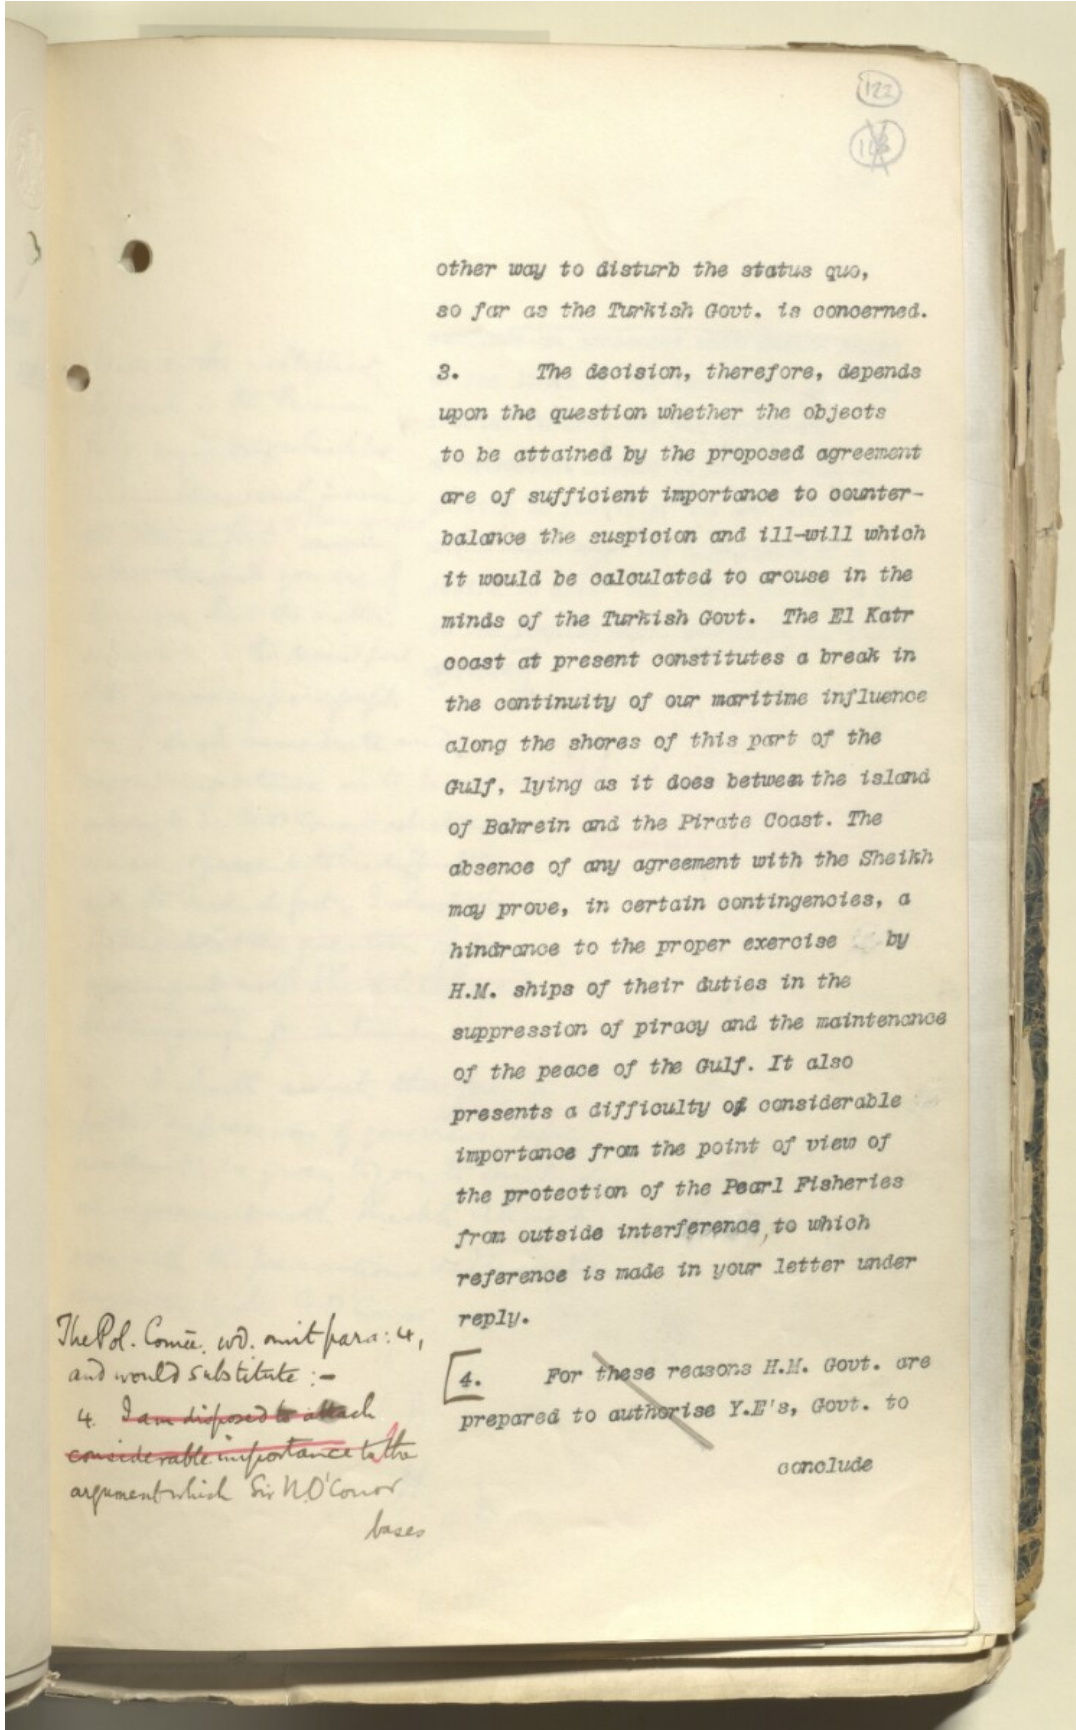 122
other way to disturb the status quo,
so far as the Turkish Govt. is concerned.
3. The decision, therefore, depends
upon the question whether the objects
to be attained by the proposed agreement
are of sufficient importance to counter-
balance the suspicion and ill-will which
it would be calculated to arouse in the
minds of the Turkish Govt. The El Katr
coast at present constitutes a break in
the continuity of our maritime influence
along the shores of this part of the
Gulf, lying as it does between the island
of Bahrein and the Pirate Coast. The
absence of any agreement with the Sheikh
may prove, in certain contingencies, a
hindrance to the proper exercise by
H.M. ships of their duties in the
suppression of piracy and the maintenance
of the peace of the Gulf. It also
presents a difficulty of considerable
importance from the point of view of
the protection of the Pearl Fisheries
from outside interference, to which
reference is made in your letter under
reply.
4. For these reasons H.M. Govt. are
prepared to authorise Y.E's, Govt. to
conclude
The Pol. Comee. wd. omit para: 4,
and would substitute :-
4. I am disposed to attach
considerable importance to the
argument which Sir N. O'Conor
bases